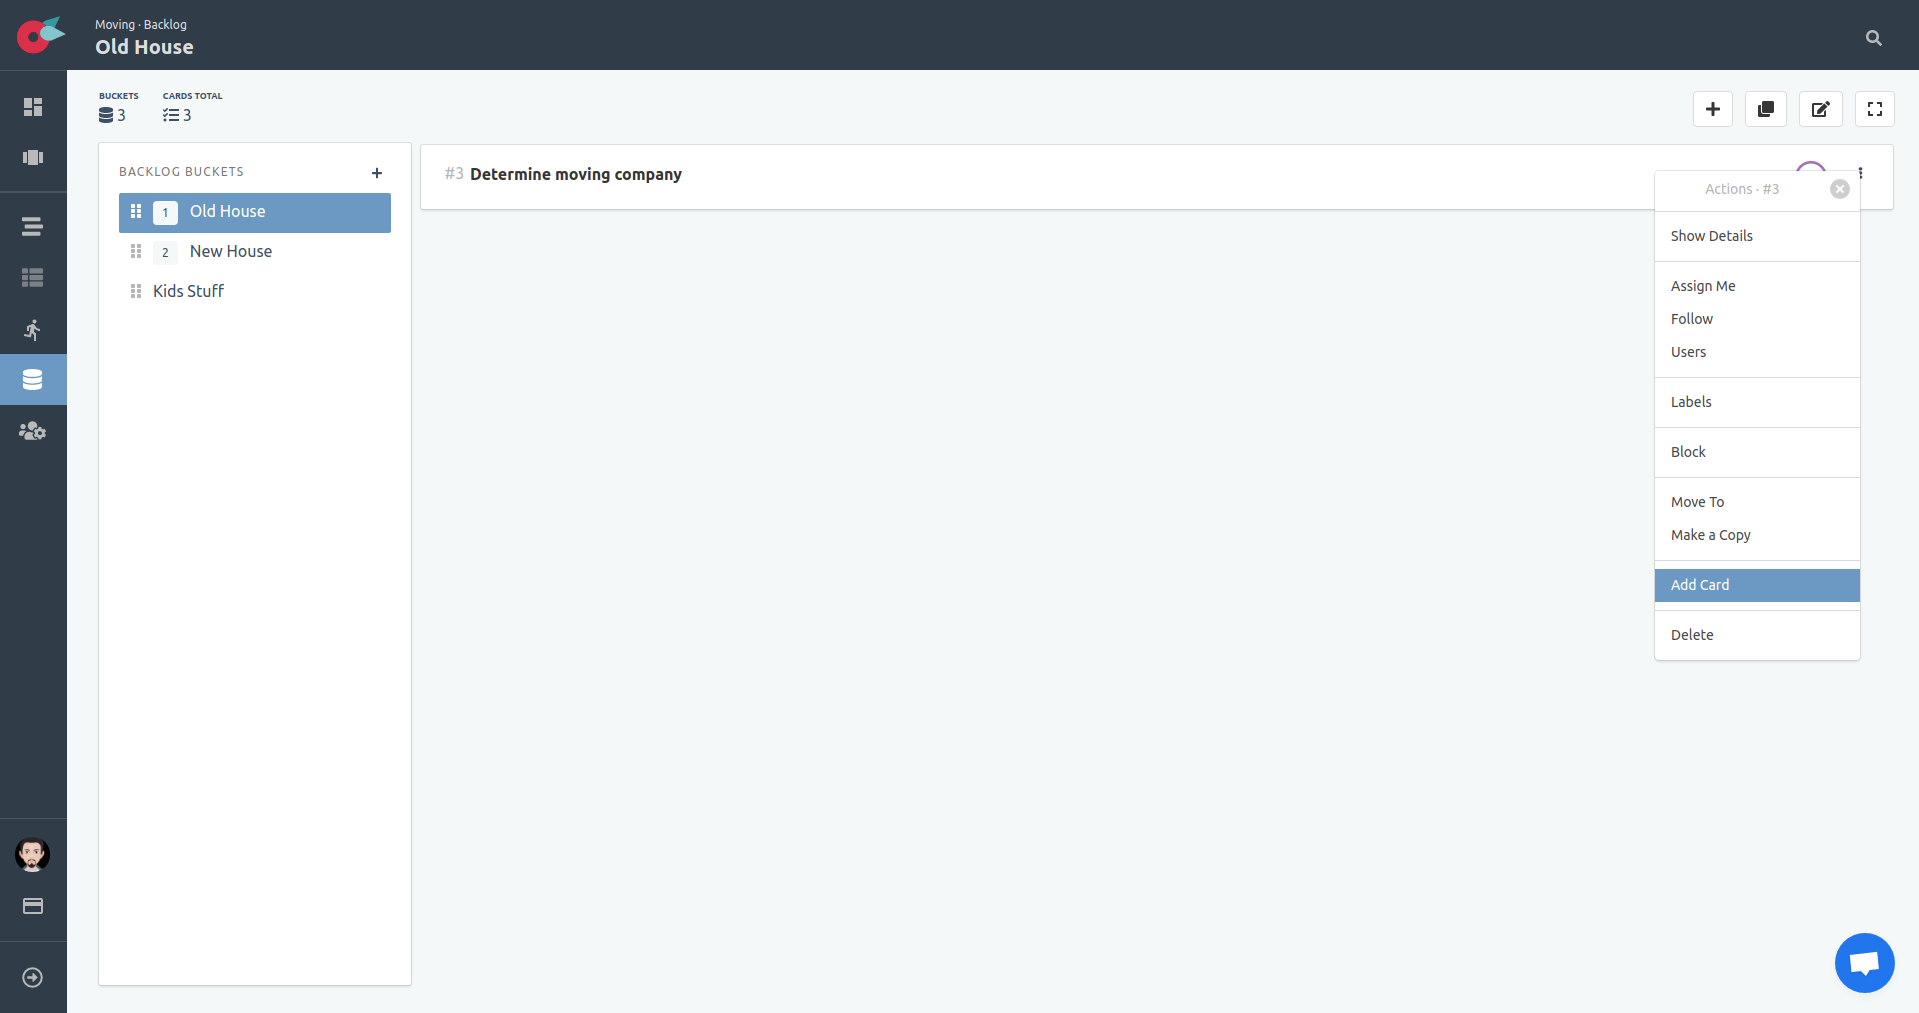 Moving · Backlog
Old House
BUCKETS
3
CARDS TOTAL
3
BACKLOG BUCKETS
1 Old House
2 New House
Kids Stuff
#3 Determine moving company
Actions · #3
Show Details
Assign Me
Follow
Users
Labels
Block
Move To
Make a Copy
Add Card
Delete